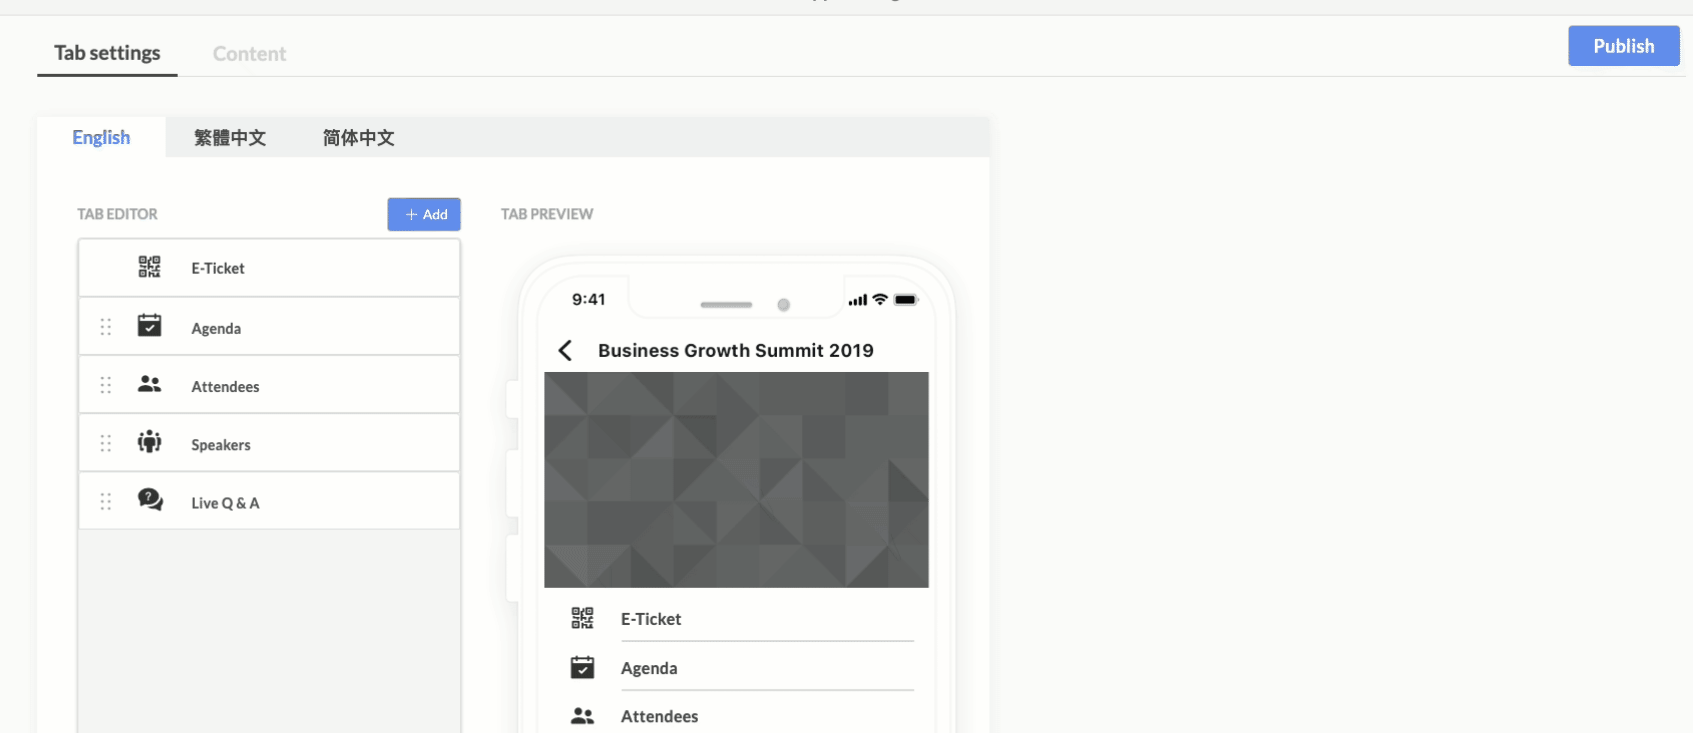 Tab settings
Content
Publish
English
繁體中文
简体中文
TAB EDITOR
+ Add
TAB PREVIEW
E-Ticket
Agenda
Attendees
Speakers
Live Q & A
9:41
Business Growth Summit 2019
E-Ticket
Agenda
Attendees